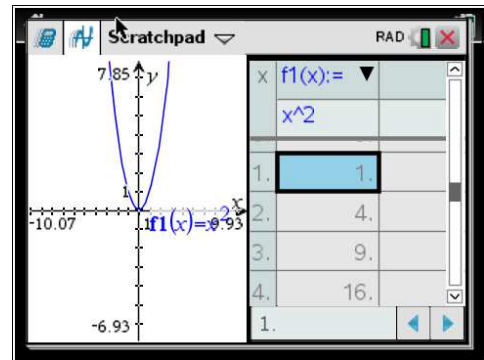 Scratchpad
RAD
7.85 y
1
x
-10.07
.1
f1(x)=x^2
9.93
-6.93
x f1(x):= ▼
x^2
1. 1.
2. 4.
3. 9.
4. 16.
1.